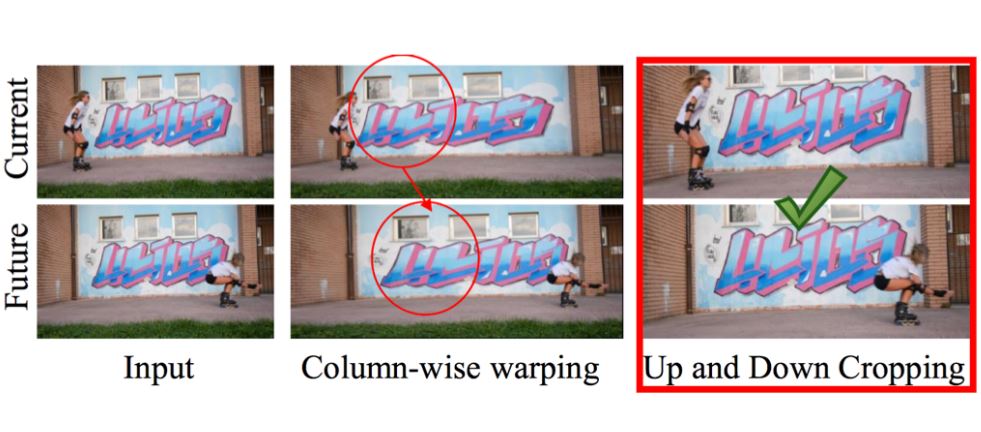 Current
Future
Input
Column-wise warping
Up and Down Cropping